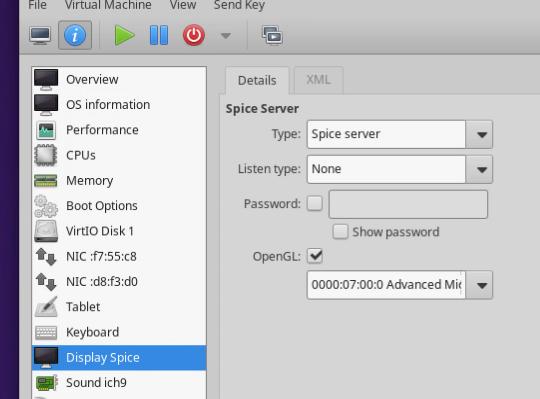 File Virtual Machine View Send Key
Details XML
Overview
OS information
Performance
CPUs
Memory
Boot Options
VirtIO Disk 1
NIC :f7:55:c8
NIC :d8:f3:d0
Tablet
Keyboard
Display Spice
Sound ich9
Spice Server
Type: Spice server
Listen type: None
Password:
Show password
OpenGL:
0000:07:00:0 Advanced Mic